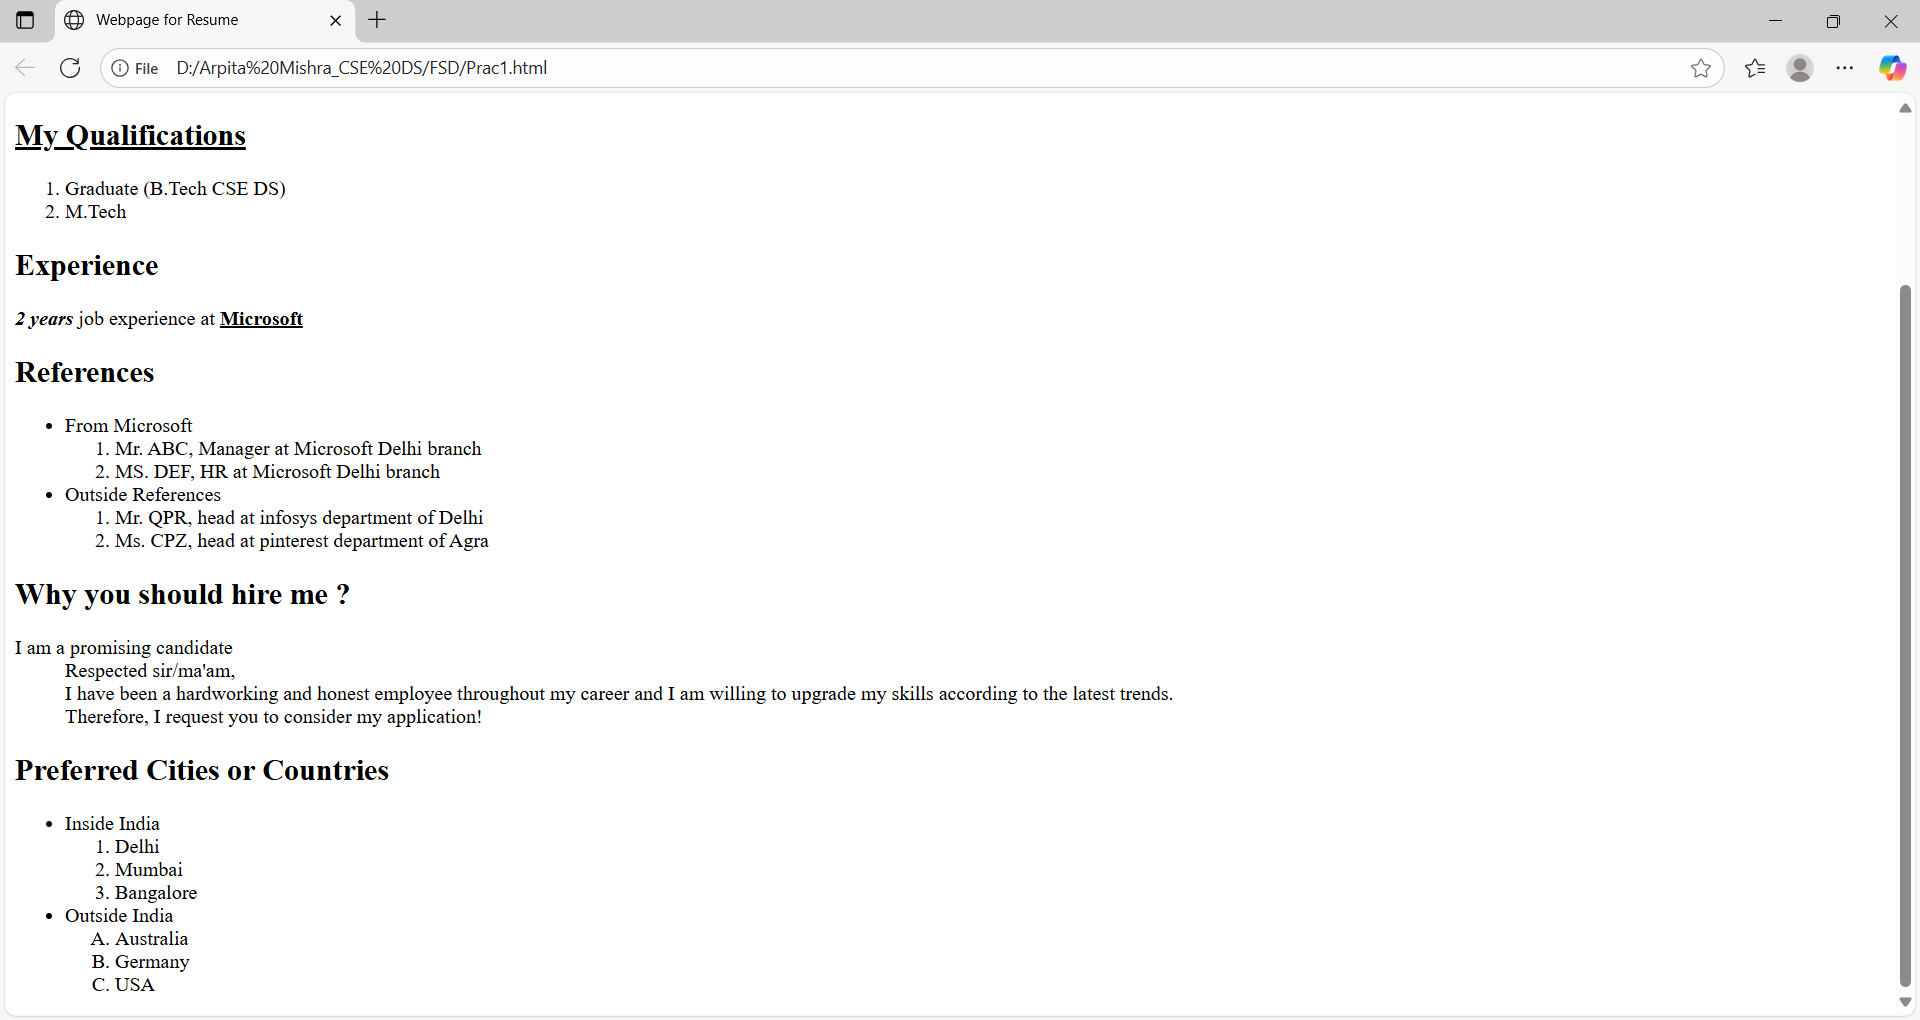 Webpage for Resume
File D:/Arpita%20Mishra_CSE%20DS/FSD/Prac1.html
My Qualifications
1. Graduate (B.Tech CSE DS)
2. M.Tech
Experience
2 years job experience at Microsoft
References
• From Microsoft
1. Mr. ABC, Manager at Microsoft Delhi branch
2. MS. DEF, HR at Microsoft Delhi branch
• Outside References
1. Mr. QPR, head at infosys department of Delhi
2. Ms. CPZ, head at pinterest department of Agra
Why you should hire me ?
I am a promising candidate
Respected sir/ma'am,
I have been a hardworking and honest employee throughout my career and I am willing to upgrade my skills according to the latest trends.
Therefore, I request you to consider my application!
Preferred Cities or Countries
• Inside India
1. Delhi
2. Mumbai
3. Bangalore
• Outside India
A. Australia
B. Germany
C. USA